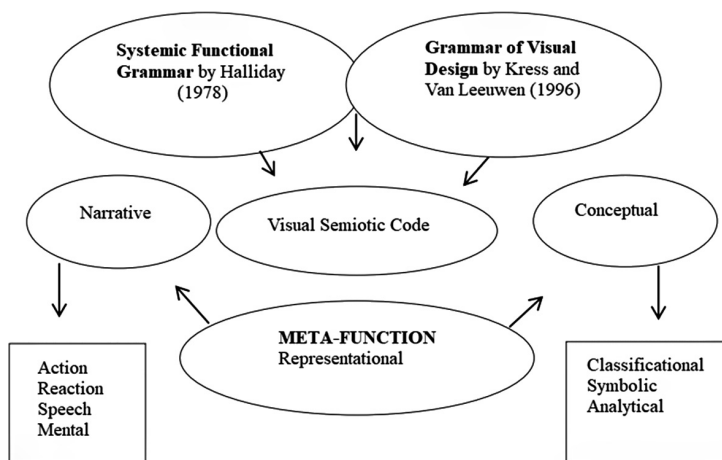 Systemic Functional
Grammar by Halliday
(1978)
Grammar of Visual
Design by Kress and
Van Leeuwen (1996)
Narrative
Visual Semiotic Code
Conceptual
META-FUNCTION
Representational
Action
Reaction
Speech
Mental
Classificational
Symbolic
Analytical